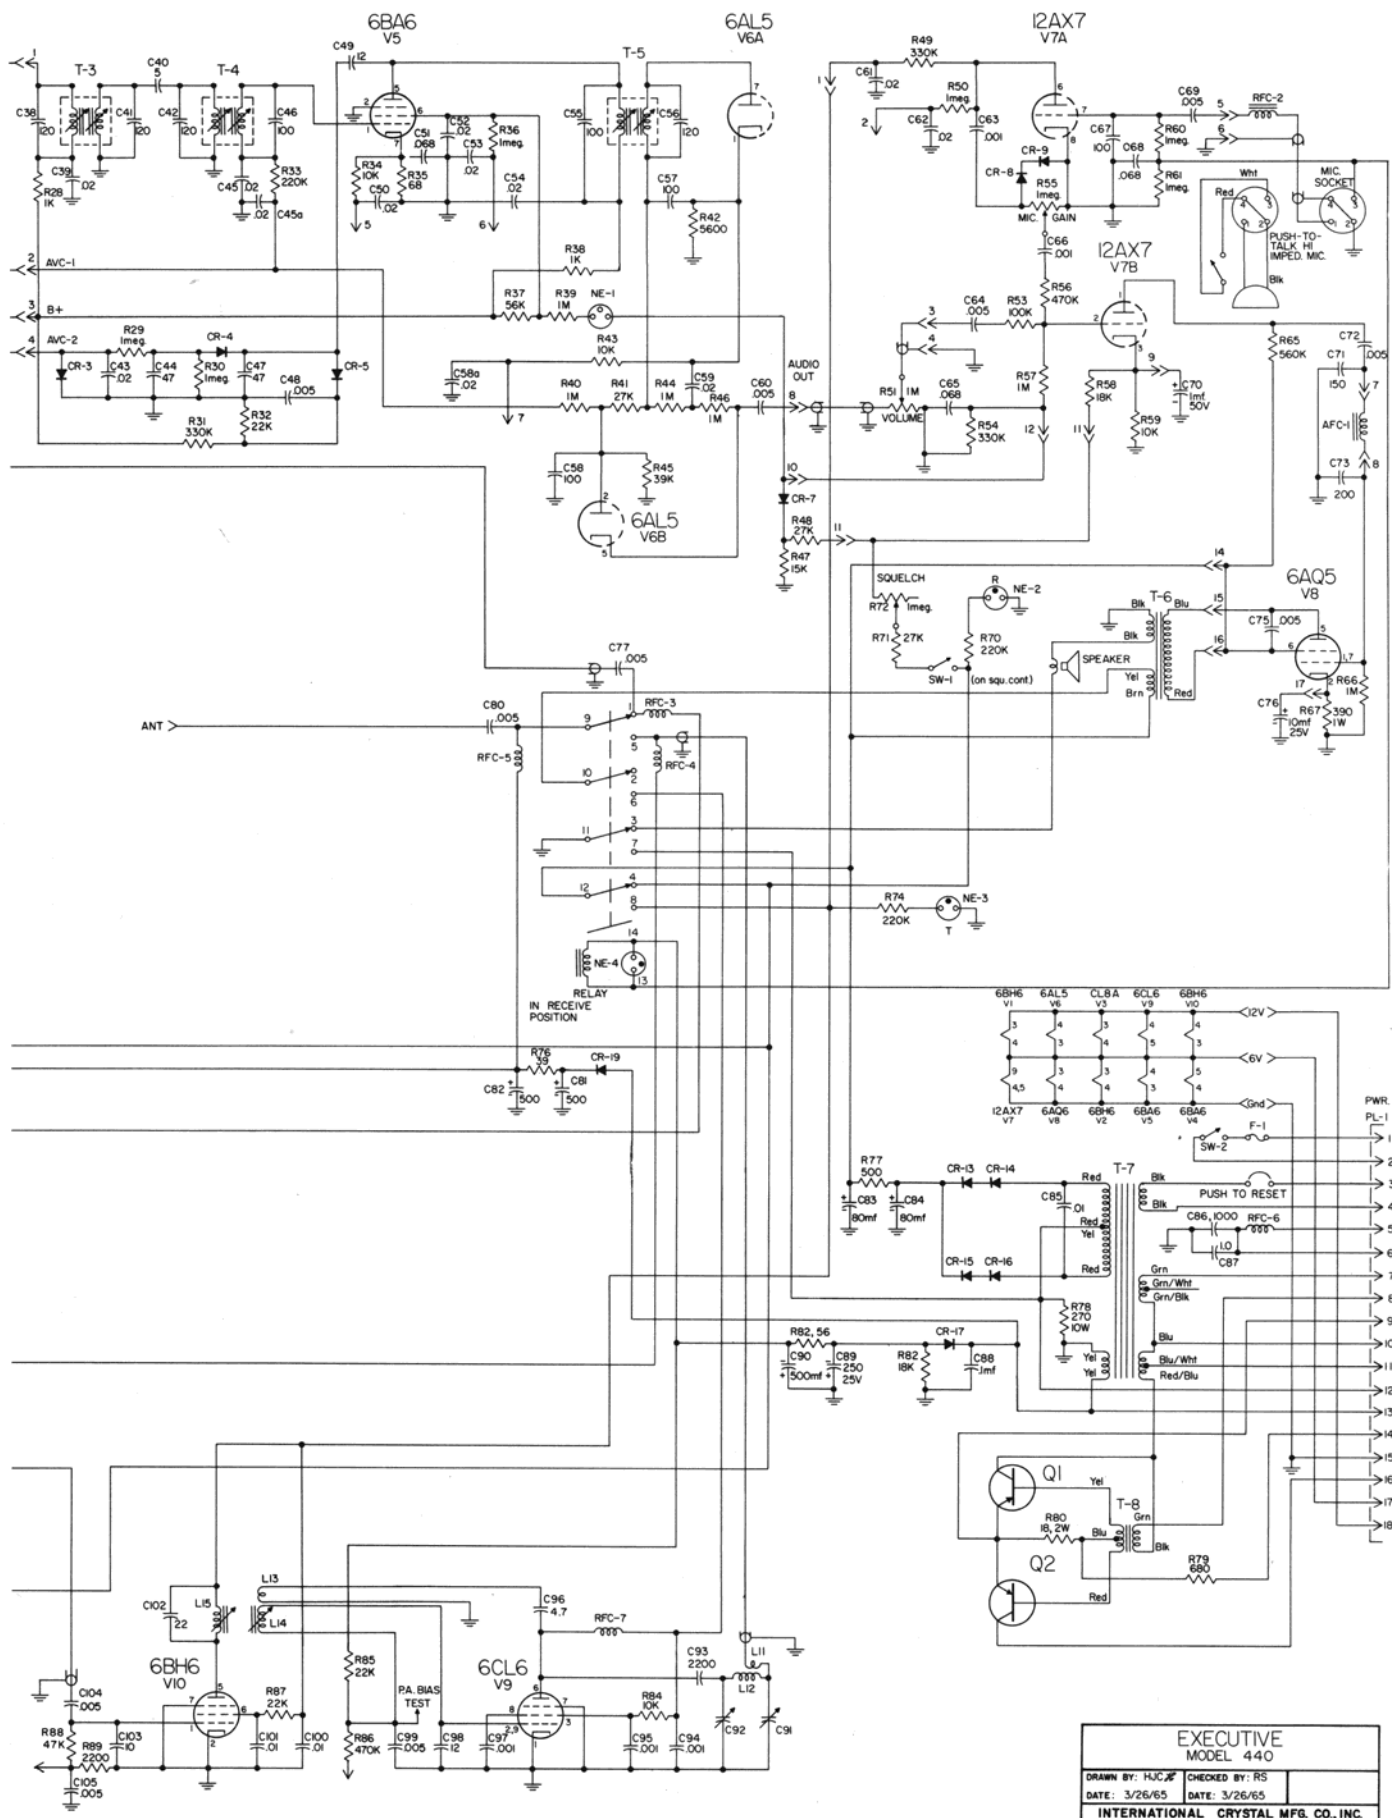 6BA6
V5
6AL5
V6A
12AX7
V7A
C49
12
T-5
R49
330K
1
T-3
C40
5
T-4
C61
.02
R50
1meg.
C69
.005
5
RFC-2
C38
120
C41
120
C42
120
C46
100
C55
100
C56
120
C52
.02
R36
1meg.
C51
.068
C53
.02
C62
.02
C63
.001
C67
100
R60
1meg.
C68
.068
C39
.02
R28
1K
C45
.02
.02
C45a
R33
220K
R34
10K
C50
.02
R35
68
C54
.02
C57
100
R42
5600
CR-9
CR-8
R55
1meg.
MIC. GAIN
R61
1meg.
Wht
Red
MIC.
SOCKET
PUSH-TO-
TALK HI
IMPED. MIC.
Blk
C66
.001
12AX7
V7B
2 AVC-1
R38
1K
3 B+
R37
56K
R39
1M
NE-1
R56
470K
C64
.005
R53
100K
R65
560K
C72
.005
4 AVC-2
R29
1meg.
CR-4
CR-3
C43
.02
C44
47
R30
1meg.
C47
47
C48
.005
CR-5
R43
10K
C58a
.02
C59
.02
C60
.005
AUDIO
OUT
R40
1M
R41
27K
R44
1M
R46
1M
R51 1M
VOLUME
C65
.068
R57
1M
R58
18K
C70
1mf
50V
C71
150
AFC-1
R31
330K
R32
22K
R54
330K
R59
10K
C58
100
R45
39K
C73
200
6AL5
V6B
CR-7
R48
27K
R47
15K
SQUELCH
R72 1meg.
R NE-2
R71 27K
R70
220K
SW-1
(on squ. cont.)
SPEAKER
T-6
Blk
Blu
Blk
Yel
Brn
Red
6AQ5
V8
C75 .005
C76
10mf
25V
R67 390
1W
R66
1M
C77
.005
ANT
C80
.005
RFC-3
RFC-5
RFC-4
R74
220K
NE-3
T
NE-4
RELAY
IN RECEIVE
POSITION
6BH6
V1
6AL5
V6
CL8A
V3
6CL6
V9
6BH6
V10
12V
6V
Gnd
12AX7
V7
6AQ6
V8
6BH6
V2
6BA6
V5
6BA6
V4
R76
39
CR-19
C82
500
C81
500
PWR.
PL-1
SW-2
F-1
R77
500
CR-13 CR-14
T-7
Red
Blk
Blk
PUSH TO RESET
C83
80mf
C84
80mf
C85
.01
Red
Yel
C86, 1000
RFC-6
1.0
C87
CR-15 CR-16
Red
Grn
Grn/Wht
Grn/Blk
R78
270
10W
Blu
R82, 56
CR-17
Yel
Yel
Blu/Wht
Red/Blu
C90
500mf
C89
250
25V
R82
18K
C88
.1mf
Q1
Yel
T-8
Grn
R80
18, 2W
Blu
Blk
Q2
R79
680
Red
L13
C102
22
L15
L14
C96
4.7
RFC-7
6BH6
V10
R85
22K
6CL6
V9
C93
2200
L11
L12
P.A. BIAS
TEST
C104
.005
R87
22K
R84
10K
C92
C91
R88
47K
R89
2200
C103
10
C101
.01
C100
.01
R86
470K
C99
.005
C98
12
C97
.001
C95
.001
C94
.001
C105
.005
EXECUTIVE
MODEL 440
DRAWN BY: HJC CHECKED BY: RS
DATE: 3/26/65 DATE: 3/26/65
INTERNATIONAL CRYSTAL MFG. CO., INC.